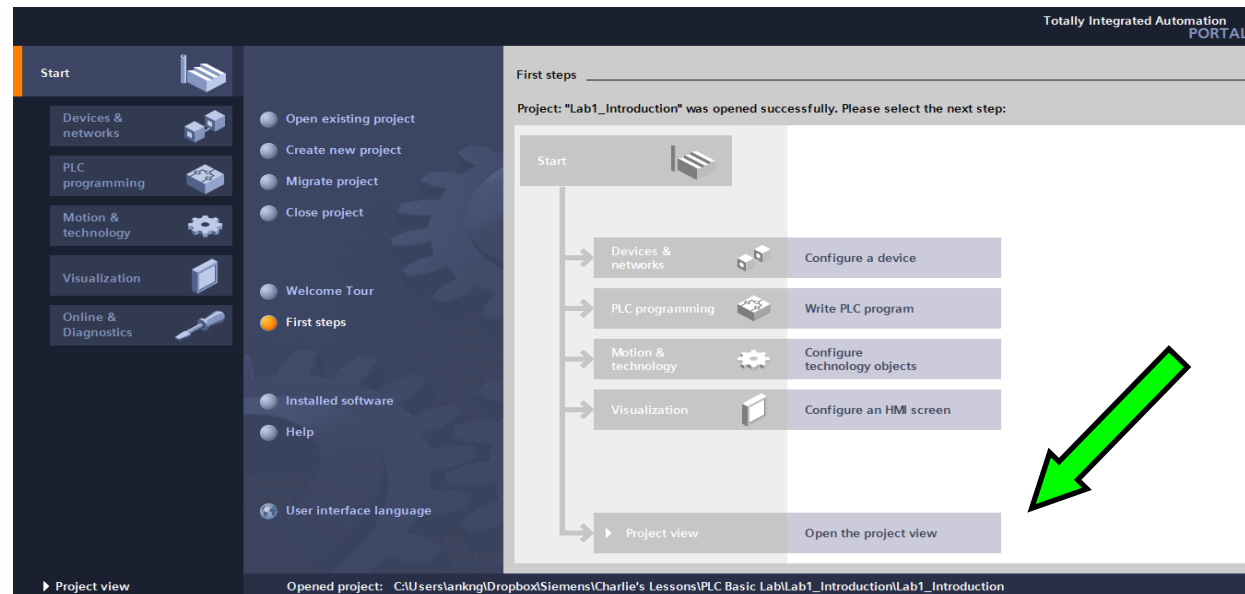 Totally Integrated Automation
PORTAL
Start
Devices &
networks
PLC
programming
Motion &
technology
Visualization
Online &
Diagnostics
Project view
Open existing project
Create new project
Migrate project
Close project
Welcome Tour
First steps
Installed software
Help
User interface language
First steps
Project: "Lab1_Introduction" was opened successfully. Please select the next step:
Start
Devices &
networks
Configure a device
PLC programming
Write PLC program
Motion &
technology
Configure
technology objects
Visualization
Configure an HMI screen
Project view
Open the project view
Opened project: C:\Users\ankng\Dropbox\Siemens\Charlie's Lessons\PLC Basic Lab\Lab1_Introduction\Lab1_Introduction